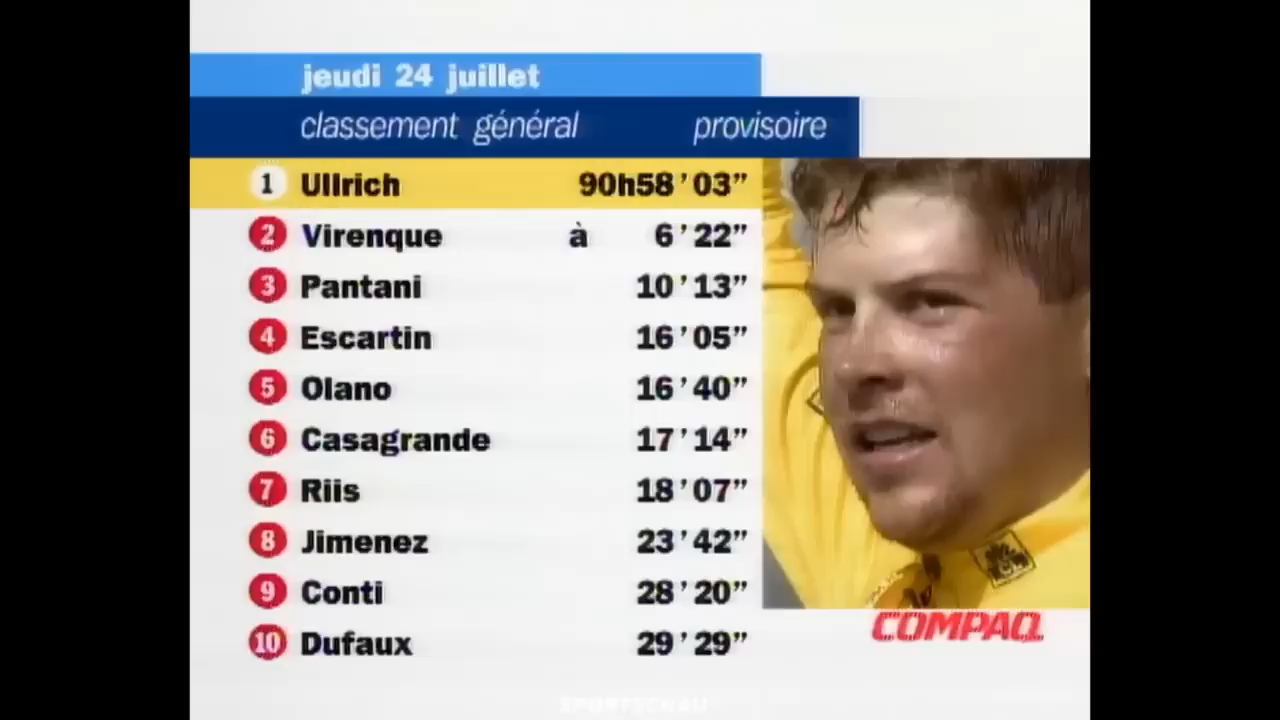 jeudi 24 juillet
classement général provisoire
1 Ullrich 90h58'03”
2 Virenque à 6'22”
3 Pantani 10'13”
4 Escartin 16'05”
5 Olano 16'40”
6 Casagrande 17'14”
7 Riis 18'07”
8 Jimenez 23'42”
9 Conti 28'20”
10 Dufaux 29'29”
COMPAQ
SPORTSCHAU